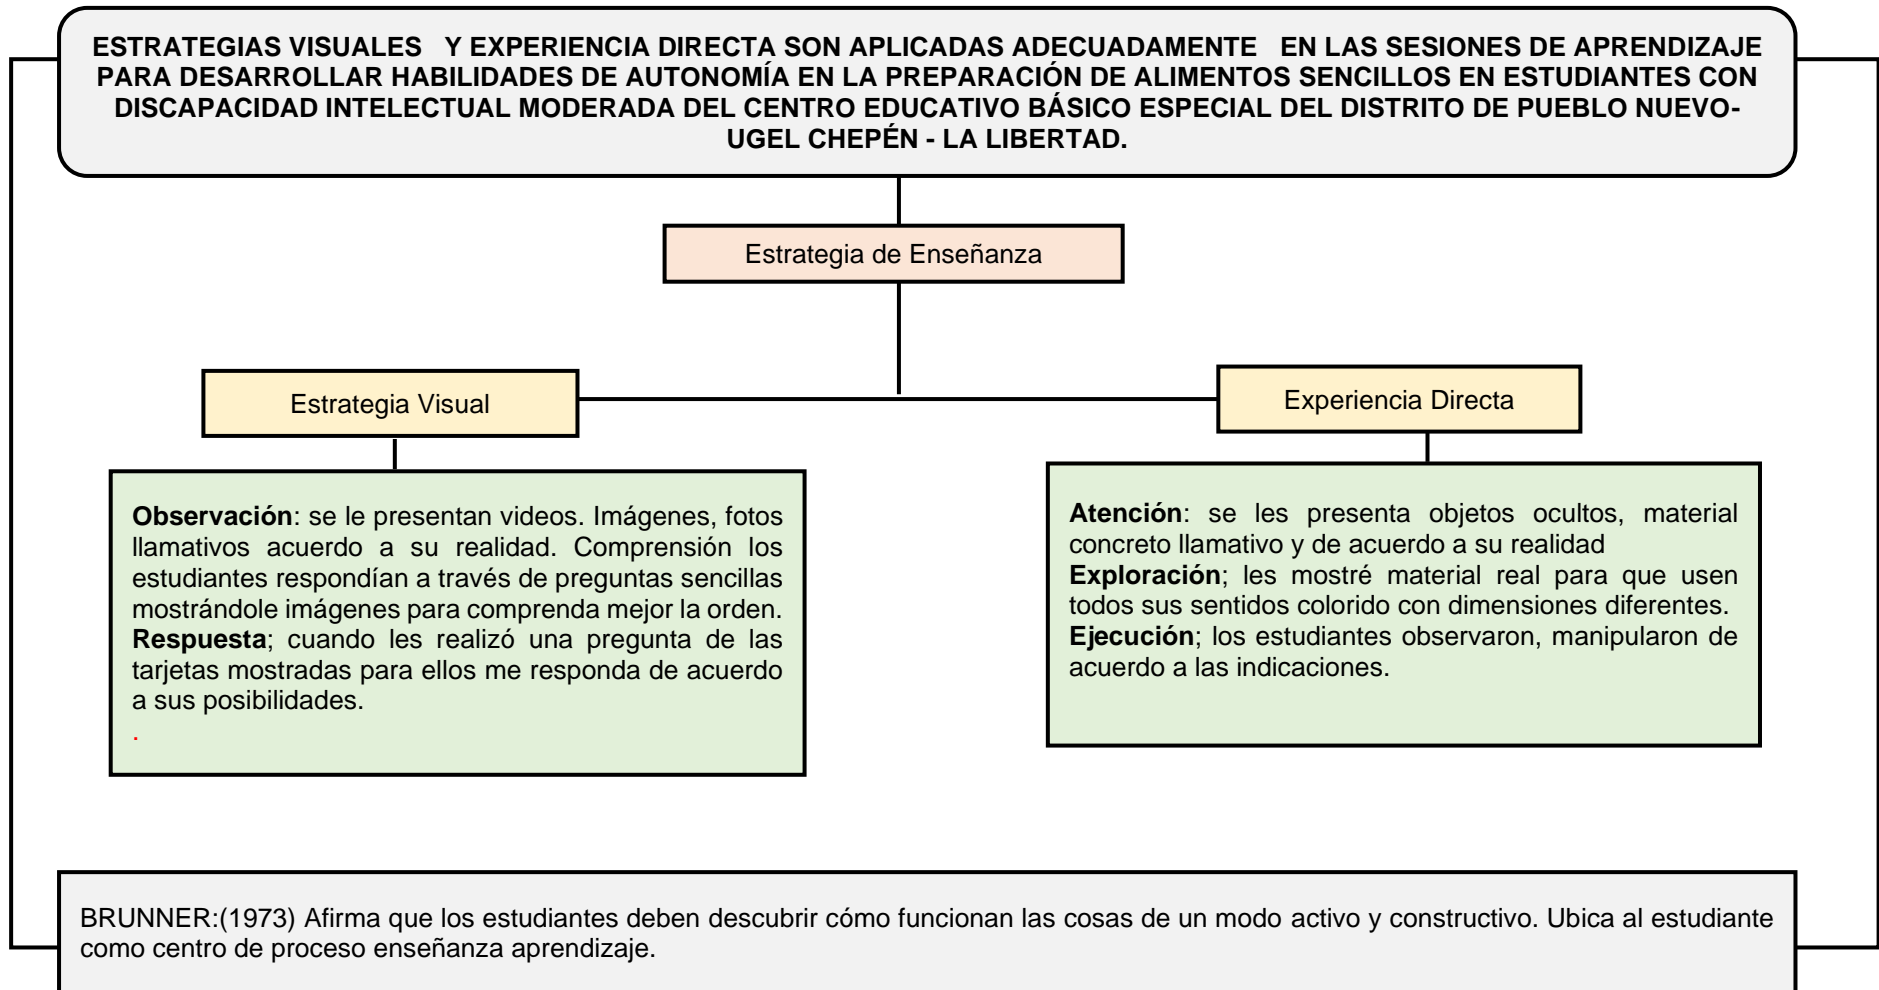 ESTRATEGIAS VISUALES Y EXPERIENCIA DIRECTA SON APLICADAS ADECUADAMENTE EN LAS SESIONES DE APRENDIZAJE
PARA DESARROLLAR HABILIDADES DE AUTONOMÍA EN LA PREPARACIÓN DE ALIMENTOS SENCILLOS EN ESTUDIANTES CON
DISCAPACIDAD INTELECTUAL MODERADA DEL CENTRO EDUCATIVO BÁSICO ESPECIAL DEL DISTRITO DE PUEBLO NUEVO-
UGEL CHEPÉN - LA LIBERTAD.
Estrategia de Enseñanza
Estrategia Visual
Experiencia Directa
Observación: se le presentan videos. Imágenes, fotos
llamativos acuerdo a su realidad. Comprensión los
estudiantes respondían a través de preguntas sencillas
mostrándole imágenes para comprenda mejor la orden.
Respuesta; cuando les realizó una pregunta de las
tarjetas mostradas para ellos me responda de acuerdo
a sus posibilidades.
.
Atención: se les presenta objetos ocultos, material
concreto llamativo y de acuerdo a su realidad
Exploración; les mostré material real para que usen
todos sus sentidos colorido con dimensiones diferentes.
Ejecución; los estudiantes observaron, manipularon de
acuerdo a las indicaciones.
BRUNNER:(1973) Afirma que los estudiantes deben descubrir cómo funcionan las cosas de un modo activo y constructivo. Ubica al estudiante
como centro de proceso enseñanza aprendizaje.